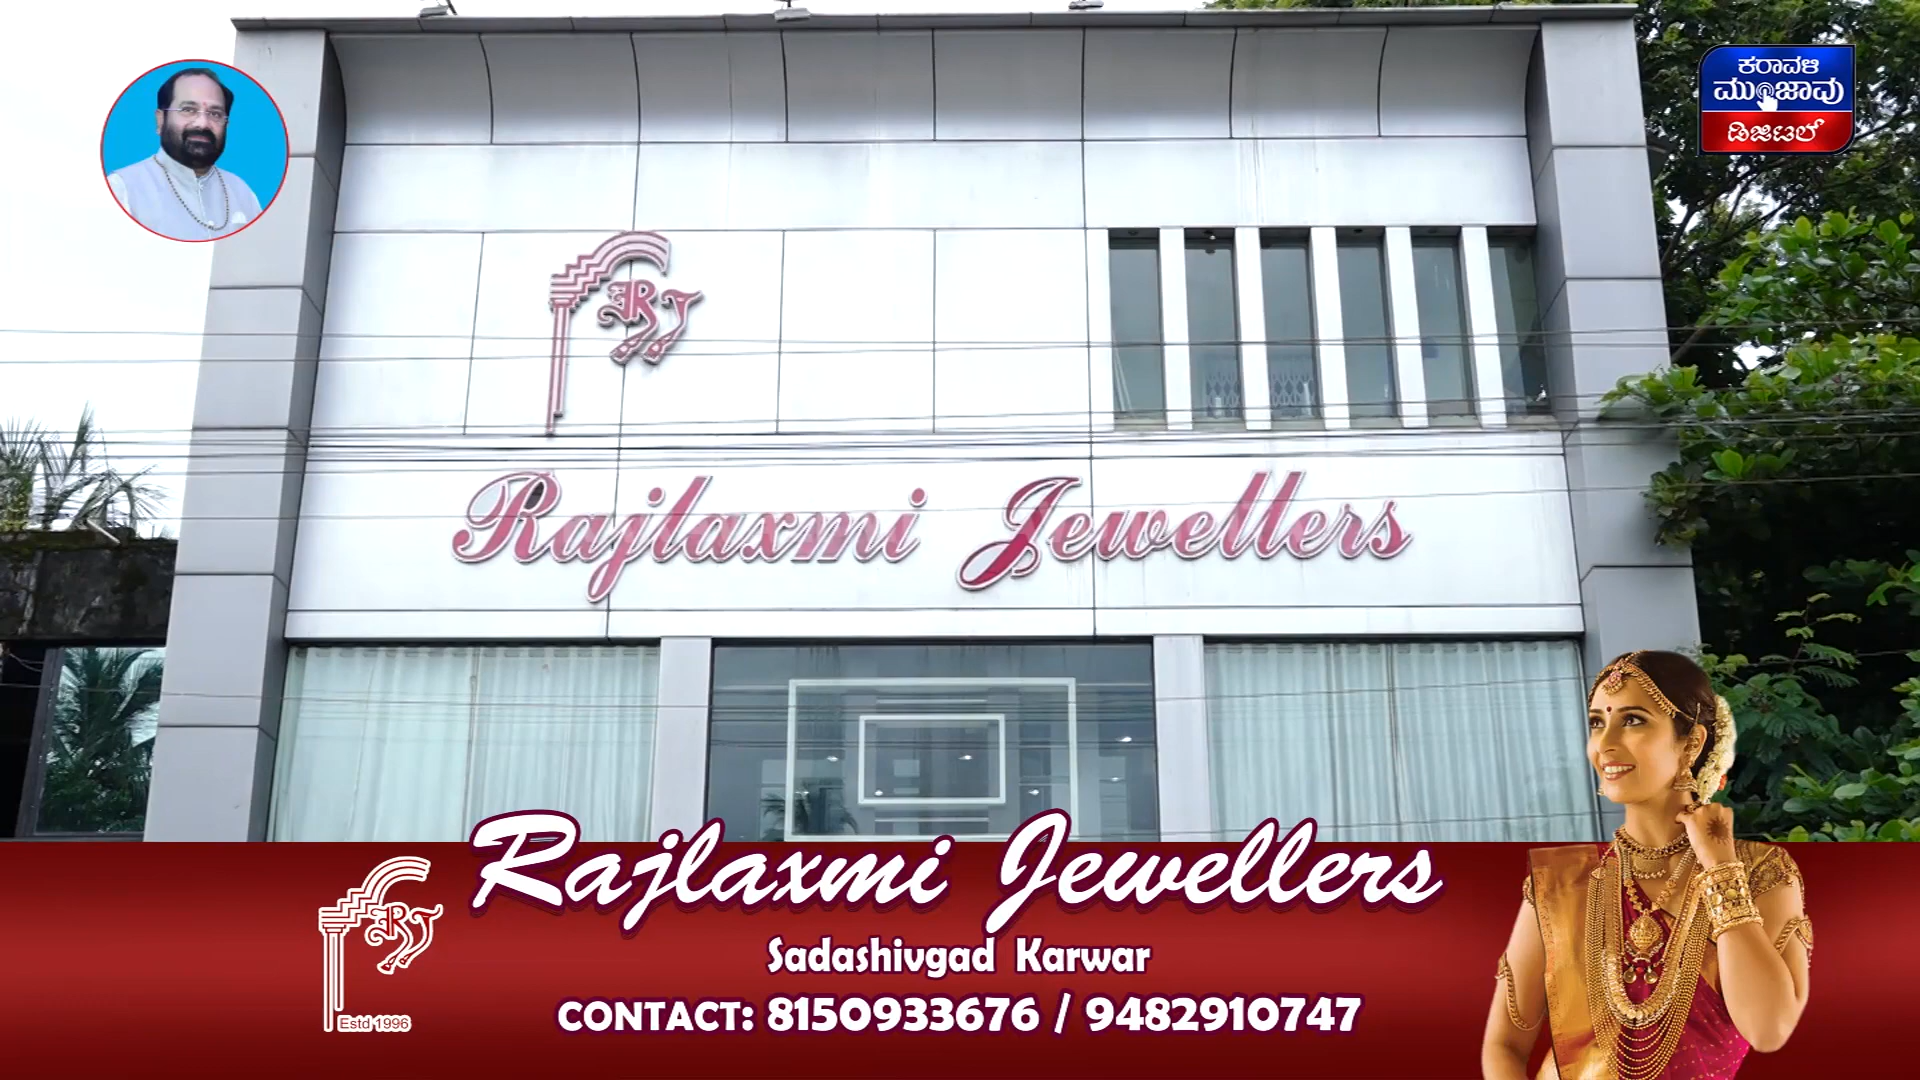 ಕರಾವಳಿ
ಮುಂಜಾವು
ಡಿಜಿಟಲ್
RJ
Rajlaxmi Jewellers
Rajlaxmi Jewellers
RJ
Sadashivgad Karwar
Estd 1996
CONTACT: 8150933676 / 9482910747